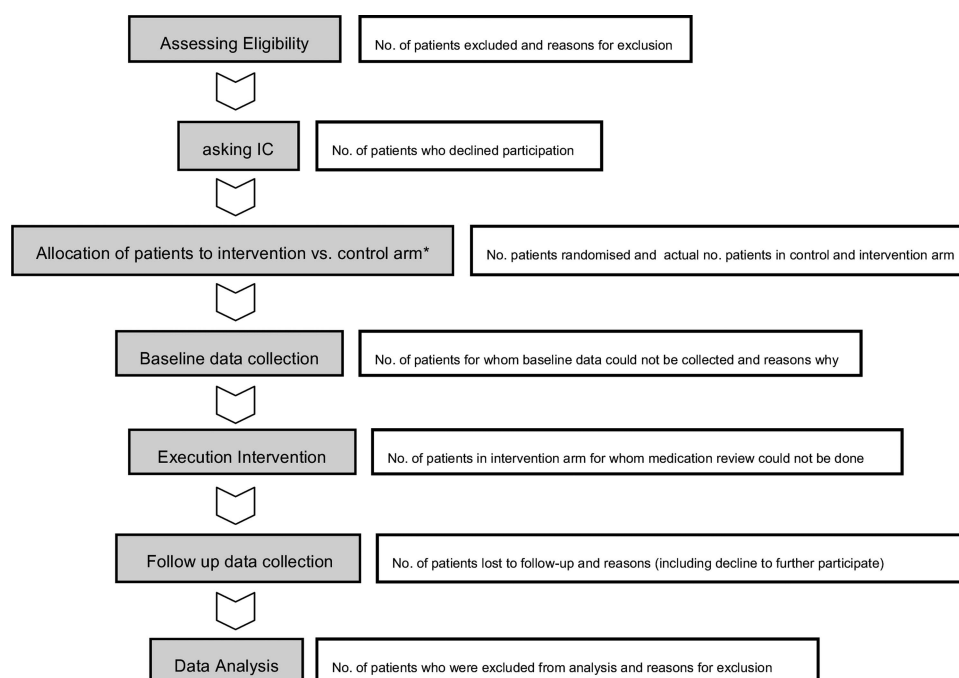 Assessing Eligibility
No. of patients excluded and reasons for exclusion
asking IC
No. of patients who declined participation
Allocation of patients to intervention vs. control arm*
No. patients randomised and actual no. patients in control and intervention arm
Baseline data collection
No. of patients for whom baseline data could not be collected and reasons why
Execution Intervention
No. of patients in intervention arm for whom medication review could not be done
Follow up data collection
No. of patients lost to follow-up and reasons (including decline to further participate)
Data Analysis
No. of patients who were excluded from analysis and reasons for exclusion